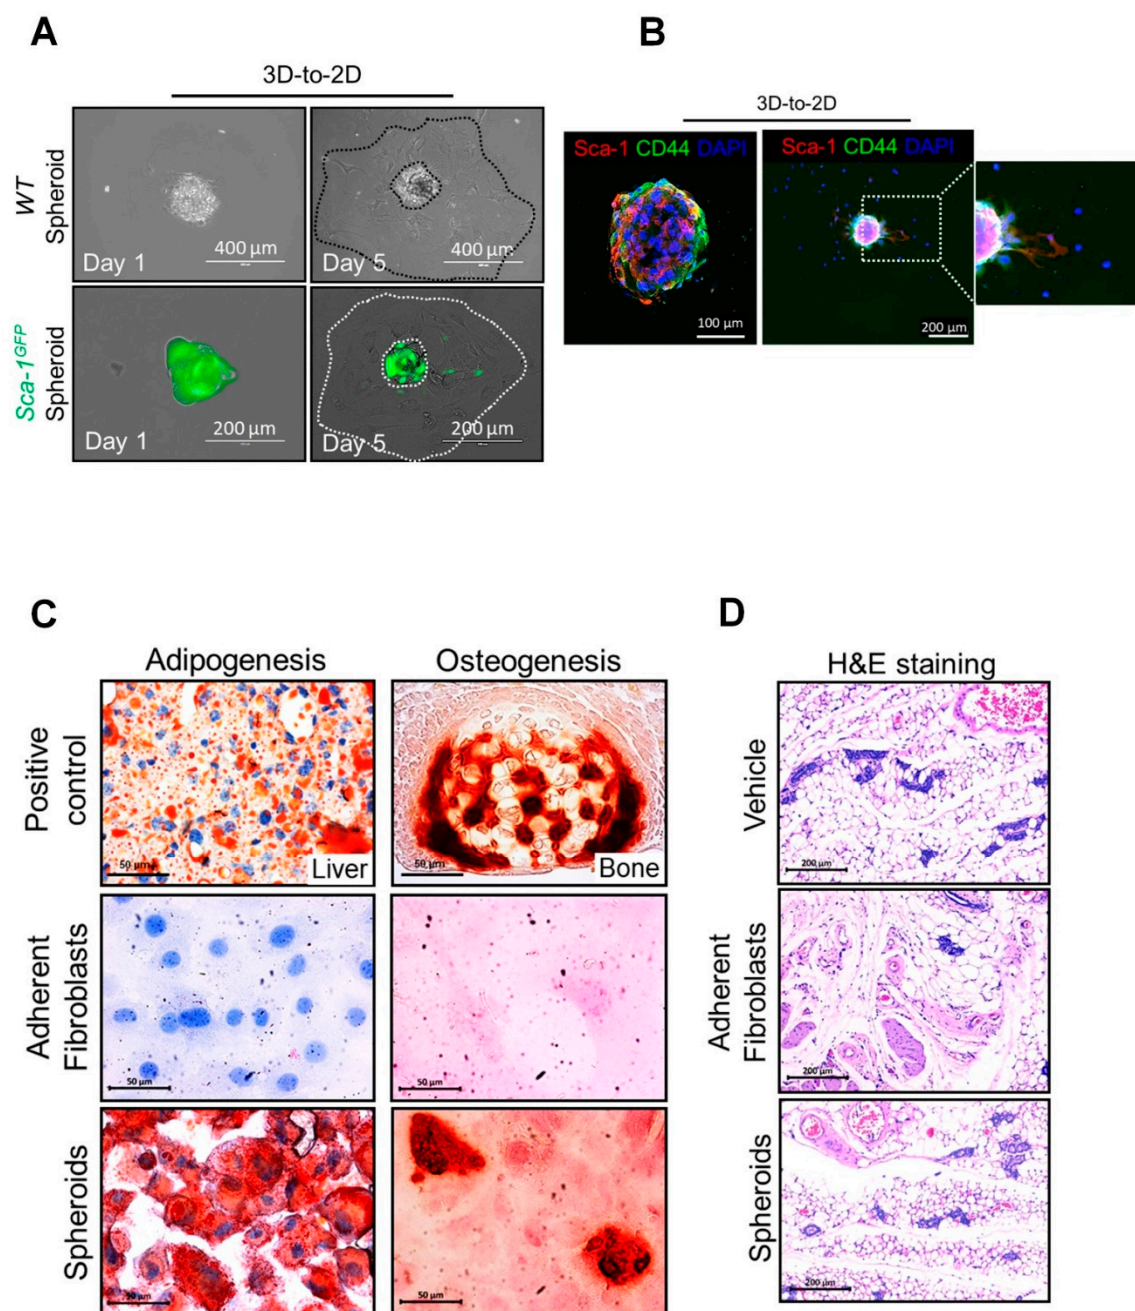 A
3D-to-2D
WT
Spheroid
Day 1
400 µm
Day 5
400 µm
Sca-1GFP
Spheroid
Day 1
200 µm
Day 5
200 µm
B
3D-to-2D
Sca-1 CD44 DAPI
100 µm
Sca-1 CD44 DAPI
200 µm
C
Adipogenesis
Osteogenesis
Positive
control
50 µm
Liver
50 µm
Bone
Adherent
Fibroblasts
50 µm
50 µm
Spheroids
50 µm
50 µm
D
H&E staining
Vehicle
200 µm
Adherent
Fibroblasts
200 µm
Spheroids
200 µm